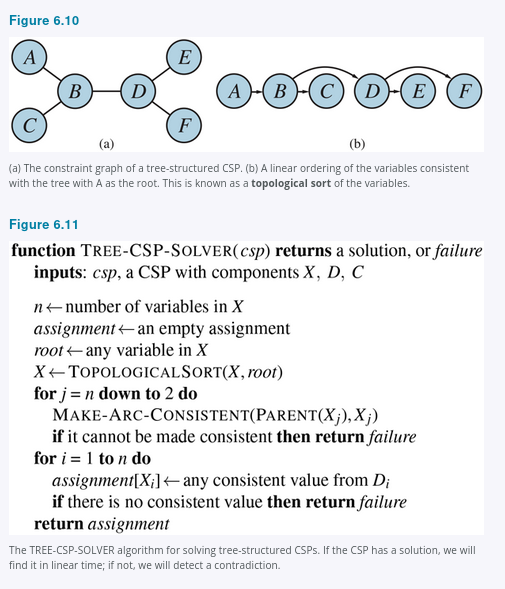 Figure 6.10
A
B
C
D
E
F
(a)
A B C D E F
(b)
(a) The constraint graph of a tree-structured CSP. (b) A linear ordering of the variables consistent
with the tree with A as the root. This is known as a topological sort of the variables.
Figure 6.11
function TREE-CSP-SOLVER(csp) returns a solution, or failure
inputs: csp, a CSP with components X, D, C
n ← number of variables in X
assignment ← an empty assignment
root ← any variable in X
X ← TOPOLOGICALSORT(X, root)
for j = n down to 2 do
MAKE-ARC-CONSISTENT(PARENT(Xj), Xj)
if it cannot be made consistent then return failure
for i = 1 to n do
assignment[Xi] ← any consistent value from Di
if there is no consistent value then return failure
return assignment
The TREE-CSP-SOLVER algorithm for solving tree-structured CSPs. If the CSP has a solution, we will
find it in linear time; if not, we will detect a contradiction.